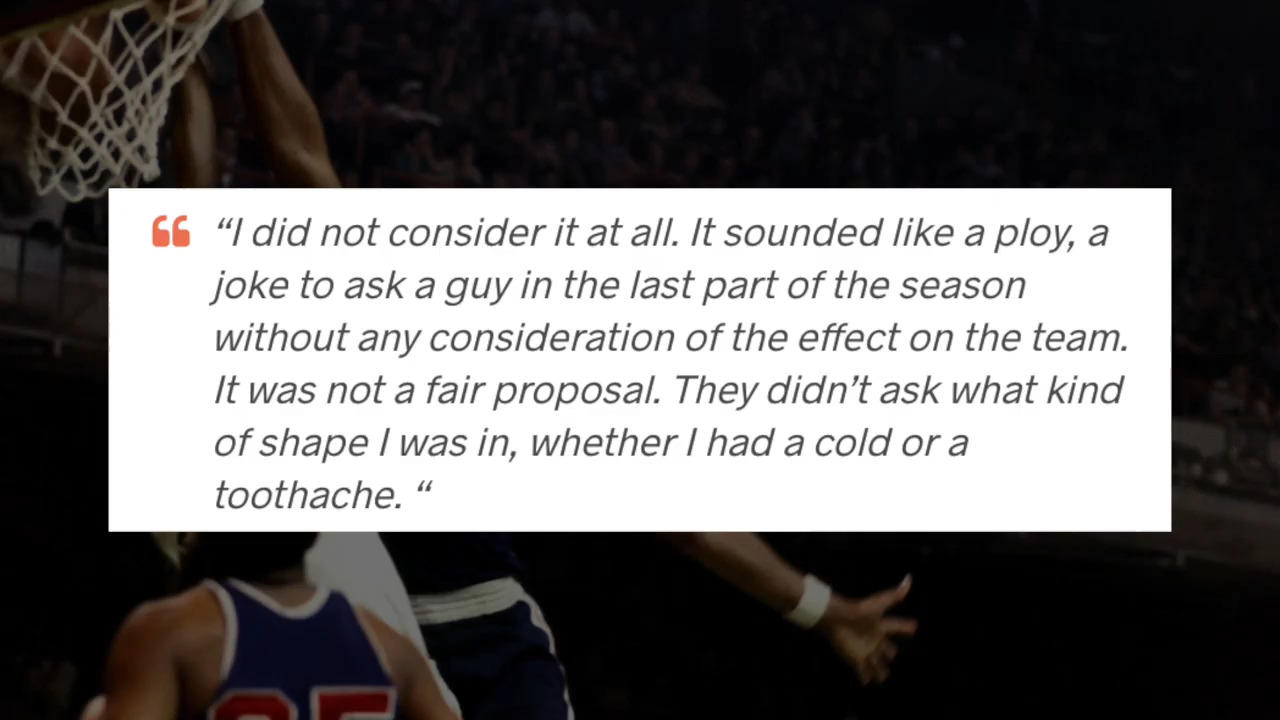 “I did not consider it at all. It sounded like a ploy, a
joke to ask a guy in the last part of the season
without any consideration of the effect on the team.
It was not a fair proposal. They didn’t ask what kind
of shape I was in, whether I had a cold or a
toothache. “